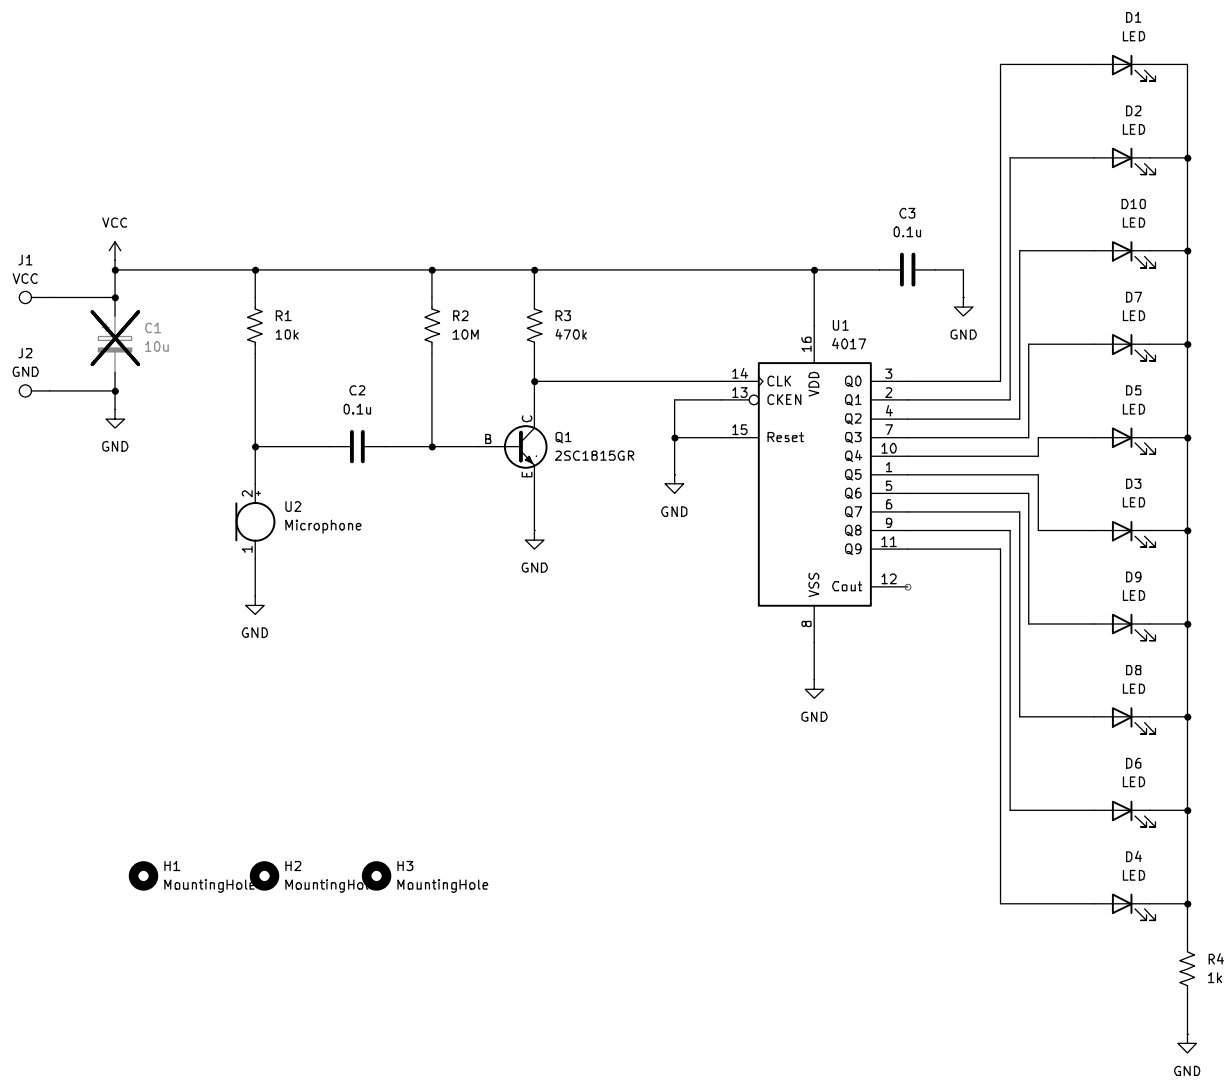 D1
LED
D2
LED
D10
LED
D7
LED
D5
LED
D3
LED
D9
LED
D8
LED
D6
LED
D4
LED
R4
1k
GND
VCC
J1
VCC
C1
10u
J2
GND
GND
R1
10k
C2
0.1u
R2
10M
R3
470k
B
C
E
Q1
2SC1815GR
GND
2
+
1
U2
Microphone
GND
C3
0.1u
GND
U1
4017
16
VDD
14 CLK
13 CKEN
15 Reset
GND
Q0 3
Q1 2
Q2 4
Q3 7
Q4 10
Q5 1
Q6 5
Q7 6
Q8 9
Q9 11
Cout 12
VSS
8
GND
H1
MountingHole
H2
MountingHole
H3
MountingHole